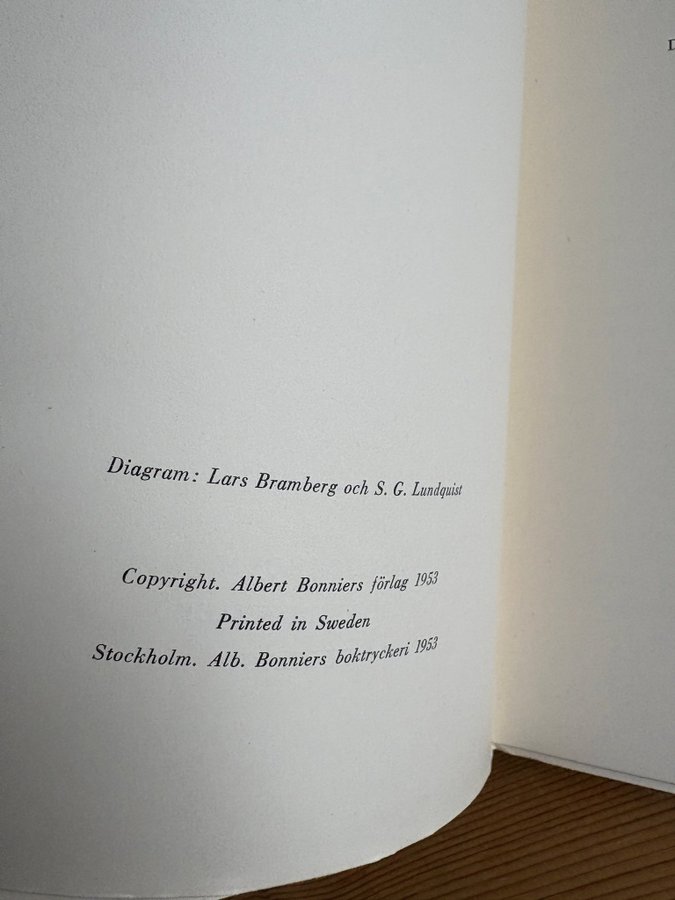 Diagram: Lars Bramberg och S. G. Lundquist
Copyright. Albert Bonniers förlag 1953
Printed in Sweden
Stockholm. Alb. Bonniers boktryckeri 1953